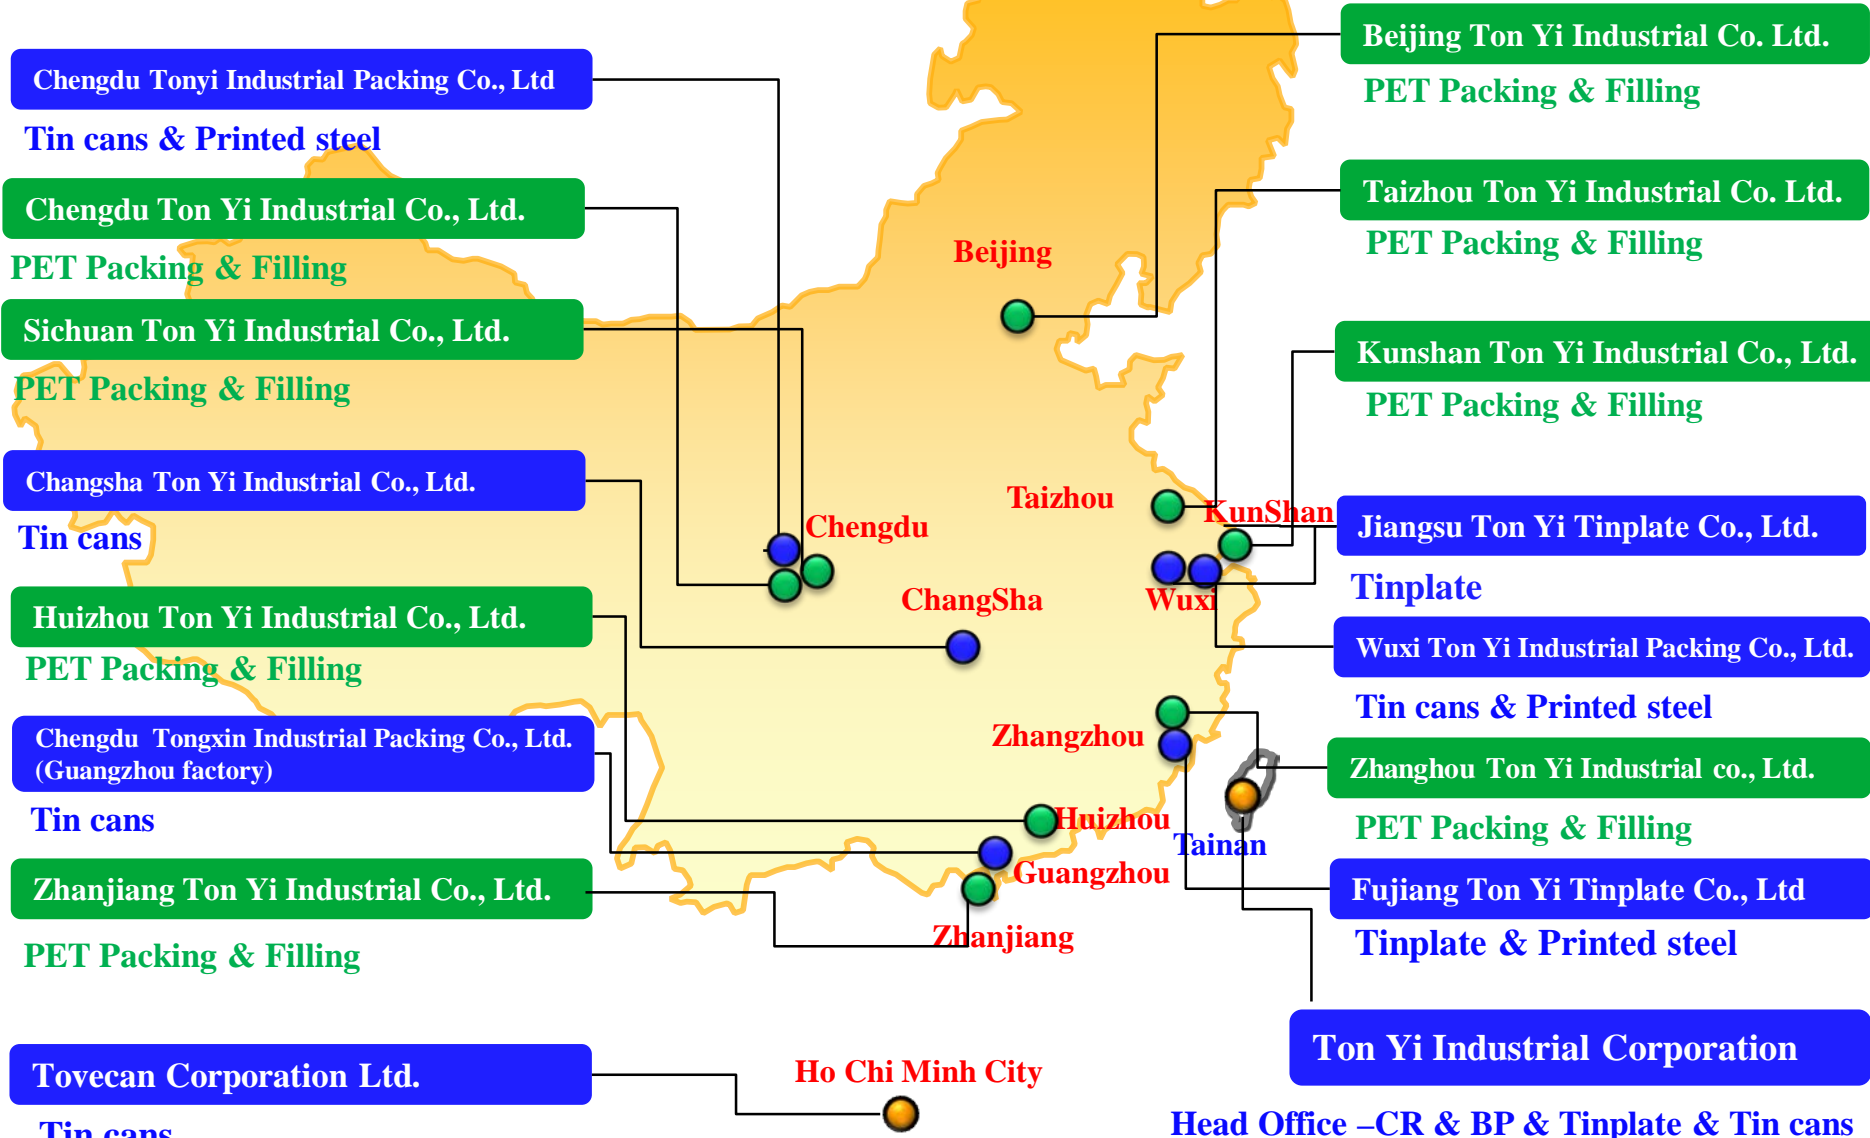 Chengdu Tonyi Industrial Packing Co., Ltd
Tin cans & Printed steel
Chengdu Ton Yi Industrial Co., Ltd.
PET Packing & Filling
Sichuan Ton Yi Industrial Co., Ltd.
PET Packing & Filling
Changsha Ton Yi Industrial Co., Ltd.
Tin cans
Huizhou Ton Yi Industrial Co., Ltd.
PET Packing & Filling
Chengdu Tongxin Industrial Packing Co., Ltd.
(Guangzhou factory)
Tin cans
Zhanjiang Ton Yi Industrial Co., Ltd.
PET Packing & Filling
Tovecan Corporation Ltd.
Tin cans
Beijing
Taizhou
KunShan
Chengdu
ChangSha
Wuxi
Zhangzhou
Huizhou
Tainan
Guangzhou
Zhanjiang
Ho Chi Minh City
Beijing Ton Yi Industrial Co. Ltd.
PET Packing & Filling
Taizhou Ton Yi Industrial Co. Ltd.
PET Packing & Filling
Kunshan Ton Yi Industrial Co., Ltd.
PET Packing & Filling
Jiangsu Ton Yi Tinplate Co., Ltd.
Tinplate
Wuxi Ton Yi Industrial Packing Co., Ltd.
Tin cans & Printed steel
Zhanghou Ton Yi Industrial co., Ltd.
PET Packing & Filling
Fujiang Ton Yi Tinplate Co., Ltd
Tinplate & Printed steel
Ton Yi Industrial Corporation
Head Office –CR & BP & Tinplate & Tin cans